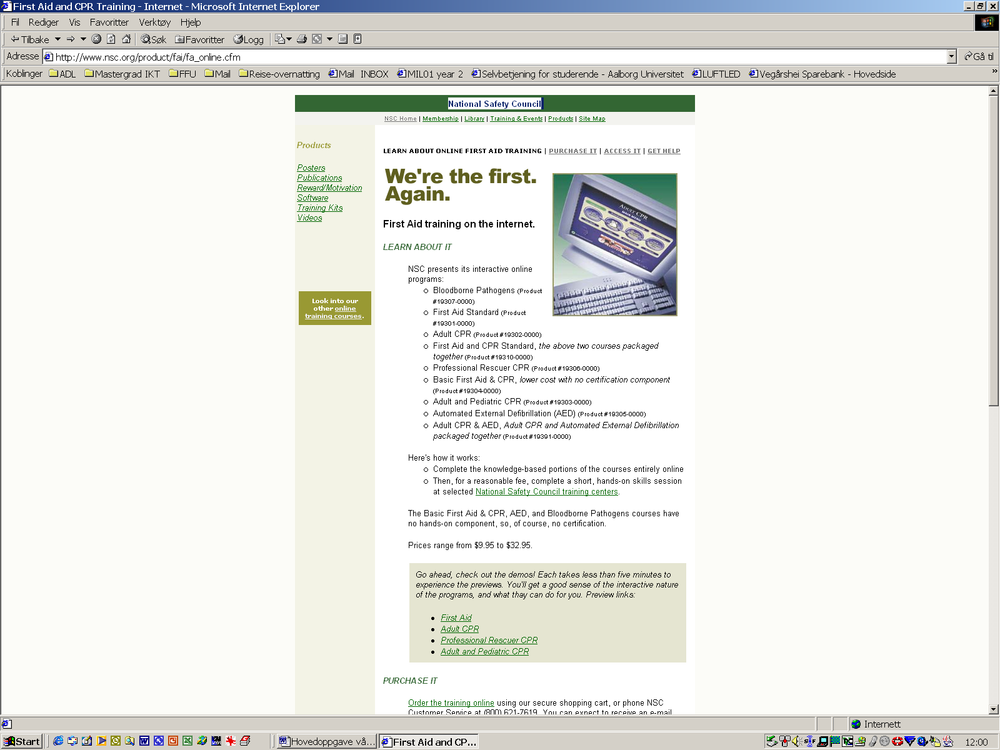 First Aid and CPR Training - Internet - Microsoft Internet Explorer
Fil Rediger Vis Favoritter Verktøy Hjelp
Tilbake Søk Favoritter Logg
Adresse http://www.nsc.org/product/fai/fa_online.cfm Gå til
Koblinger ADL Mastergrad IKT FFU Mail Reise-overnatting Mail INBOX MIL01 year 2 Selvbetjening for studerende - Aalborg Universitet LUFTLED Vegårshei Sparebank - Hovedside »
National Safety Council
NSC Home | Membership | Library | Training & Events | Products | Site Map
Products
Posters
Publications
Reward/Motivation
Software
Training Kits
Videos
Look into our
other online
training courses.
LEARN ABOUT ONLINE FIRST AID TRAINING | PURCHASE IT | ACCESS IT | GET HELP
We're the first.
Again.
ADULT CPR
MAIN MENU
First Aid training on the internet.
LEARN ABOUT IT
NSC presents its interactive online
programs:
Bloodborne Pathogens (Product
#19307-0000)
First Aid Standard (Product
#19301-0000)
Adult CPR (Product #19302-0000)
First Aid and CPR Standard, the above two courses packaged
together (Product #19310-0000)
Professional Rescuer CPR (Product #19306-0000)
Basic First Aid & CPR, lower cost with no certification component
(Product #19304-0000)
Adult and Pediatric CPR (Product #19303-0000)
Automated External Defibrillation (AED) (Product #19305-0000)
Adult CPR & AED, Adult CPR and Automated External Defibrillation
packaged together (Product #19391-0000)
Here's how it works:
Complete the knowledge-based portions of the courses entirely online
Then, for a reasonable fee, complete a short, hands-on skills session
at selected National Safety Council training centers.
The Basic First Aid & CPR, AED, and Bloodborne Pathogens courses have
no hands-on component, so, of course, no certification.
Prices range from $9.95 to $32.95.
Go ahead, check out the demos! Each takes less than five minutes to
experience the previews. You'll get a good sense of the interactive nature
of the programs, and what thay can do for you. Preview links:
First Aid
Adult CPR
Professional Rescuer CPR
Adult and Pediatric CPR
PURCHASE IT
Order the training online using our secure shopping cart, or phone NSC
Customer Service at (800) 621-7619. You can expect to receive an e-mail
Internett
Start Hovedoppgave vå... First Aid and CP... 12:00